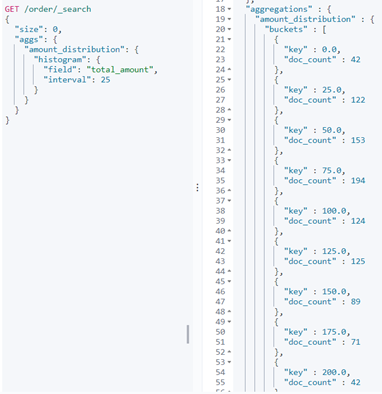 GET /order/_search
{
  "size": 0,
  "aggs": {
    "amount_distribution": {
      "histogram": {
        "field": "total_amount",
        "interval": 25
      }
    }
  }
}
18 "aggregations" : {
19 "amount_distribution" : {
20 "buckets" : [
21 {
22 "key" : 0.0,
23 "doc_count" : 42
24 },
25 {
26 "key" : 25.0,
27 "doc_count" : 122
28 },
29 {
30 "key" : 50.0,
31 "doc_count" : 153
32 },
33 {
34 "key" : 75.0,
35 "doc_count" : 194
36 },
37 {
38 "key" : 100.0,
39 "doc_count" : 124
40 },
41 {
42 "key" : 125.0,
43 "doc_count" : 125
44 },
45 {
46 "key" : 150.0,
47 "doc_count" : 89
48 },
49 {
50 "key" : 175.0,
51 "doc_count" : 71
52 },
53 {
54 "key" : 200.0,
55 "doc_count" : 42